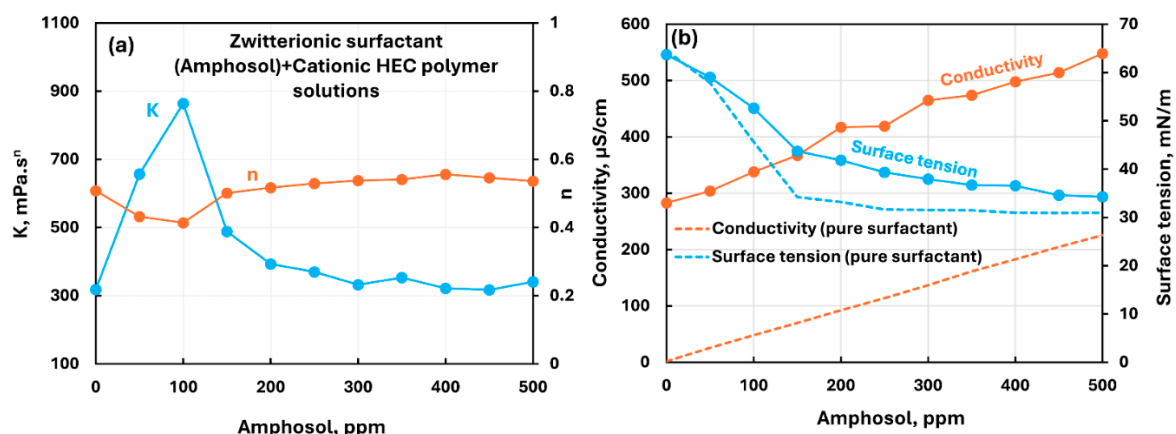 (a)
Zwitterionic surfactant
(Amphosol)+Cationic HEC polymer
solutions
K
n
1100
900
700
500
300
100
K, mPa.sⁿ
1
0.8
0.6
0.4
0.2
0
n
0 100 200 300 400 500
Amphosol, ppm
(b)
Conductivity
Surface tension
Conductivity (pure surfactant)
Surface tension (pure surfactant)
600
500
400
300
200
100
0
Conductivity, µS/cm
70
60
50
40
30
20
10
0
Surface tension, mN/m
0 100 200 300 400 500
Amphosol, ppm